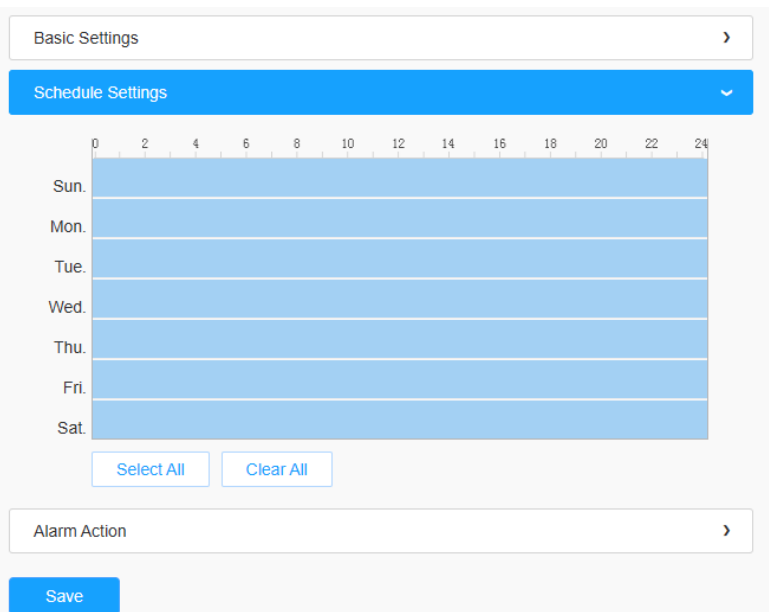 Basic Settings
Schedule Settings
0 2 4 6 8 10 12 14 16 18 20 22 24
Sun.
Mon.
Tue.
Wed.
Thu.
Fri.
Sat.
Select All Clear All
Alarm Action
Save